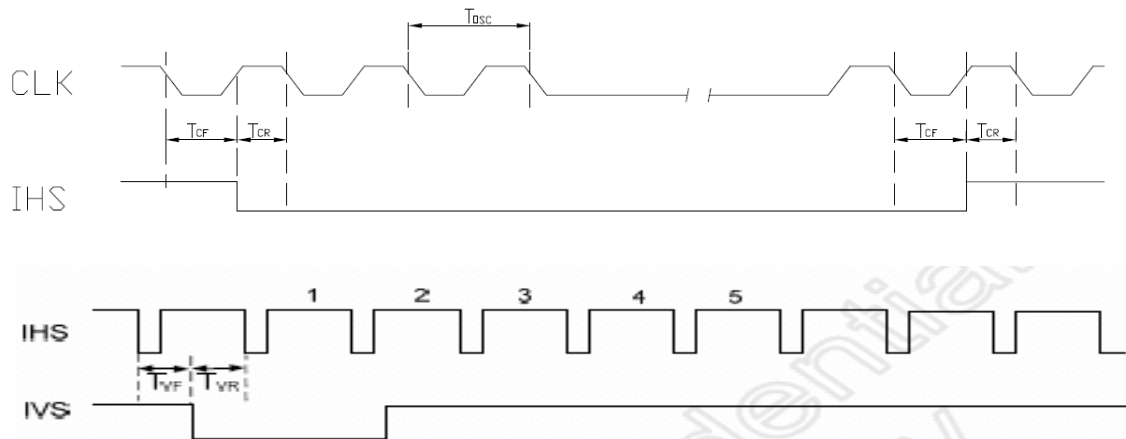 Tosc
CLK
TCF TCR TCF TCR
IHS
1 2 3 4 5
IHS
TVF TVR
IVS